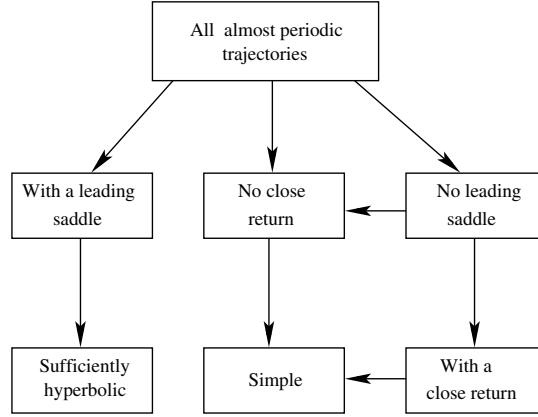 All almost periodic
trajectories
With a leading
saddle
No close
return
No leading
saddle
Sufficiently
hyperbolic
Simple
With a
close return